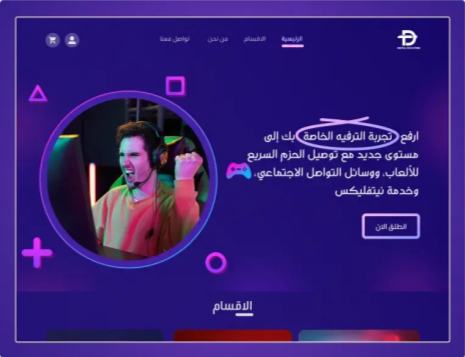 الرئيسية
الاقسام
من نحن
تواصل معنا
ارفع تجربة الترفيه الخاصة بك إلى
مستوى جديد مع توصيل الحزم السريع
للألعاب، ووسائل التواصل الاجتماعي،
وخدمة نيتفليكس
انطلق الان
الاقسام